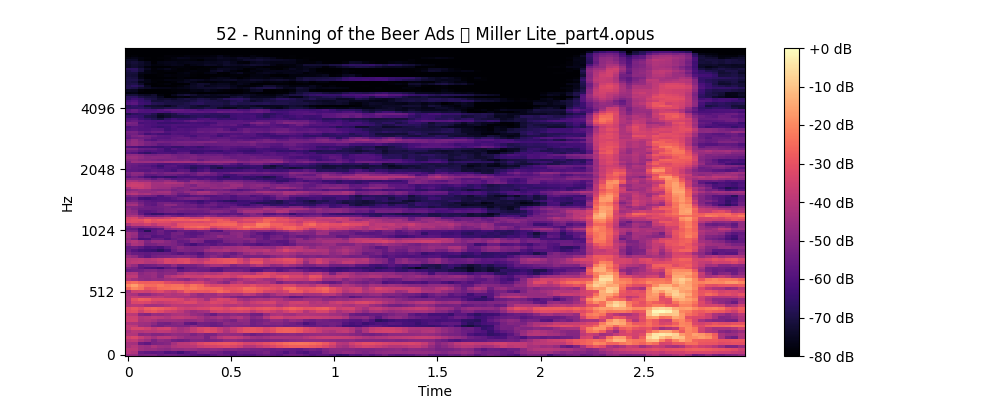 52 - Running of the Beer Ads ▯ Miller Lite_part4.opus
Hz
4096
2048
1024
512
0
0 0.5 1 1.5 2 2.5
Time
+0 dB
-10 dB
-20 dB
-30 dB
-40 dB
-50 dB
-60 dB
-70 dB
-80 dB